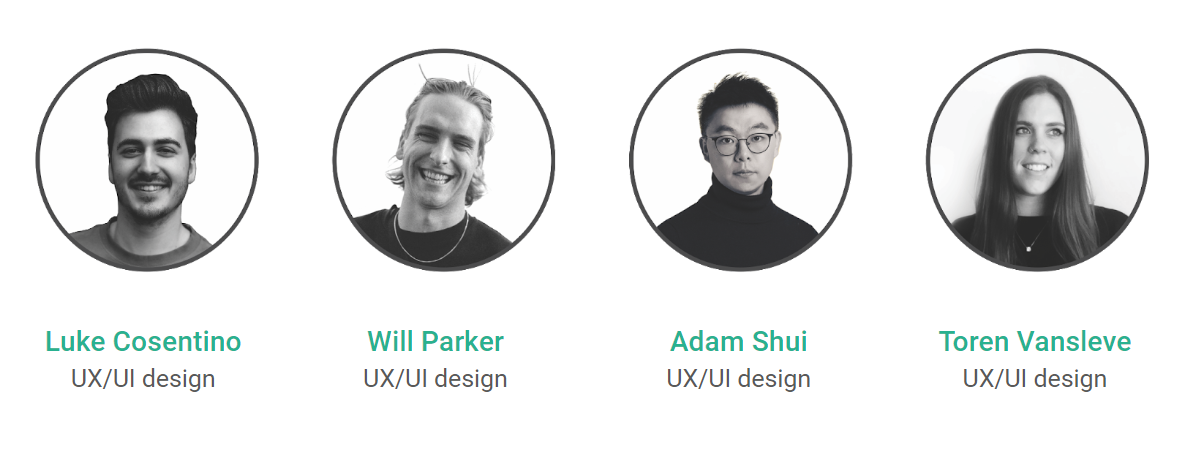 Luke Cosentino
UX/UI design
Will Parker
UX/UI design
Adam Shui
UX/UI design
Toren Vansleve
UX/UI design